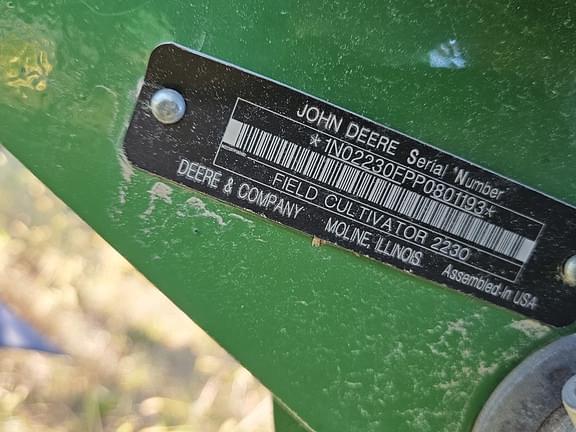 JOHN DEERE Serial Number
*1N02230FPP0801193*
FIELD CULTIVATOR 2230
DEERE & COMPANY MOLINE, ILLINOIS
Assembled in USA